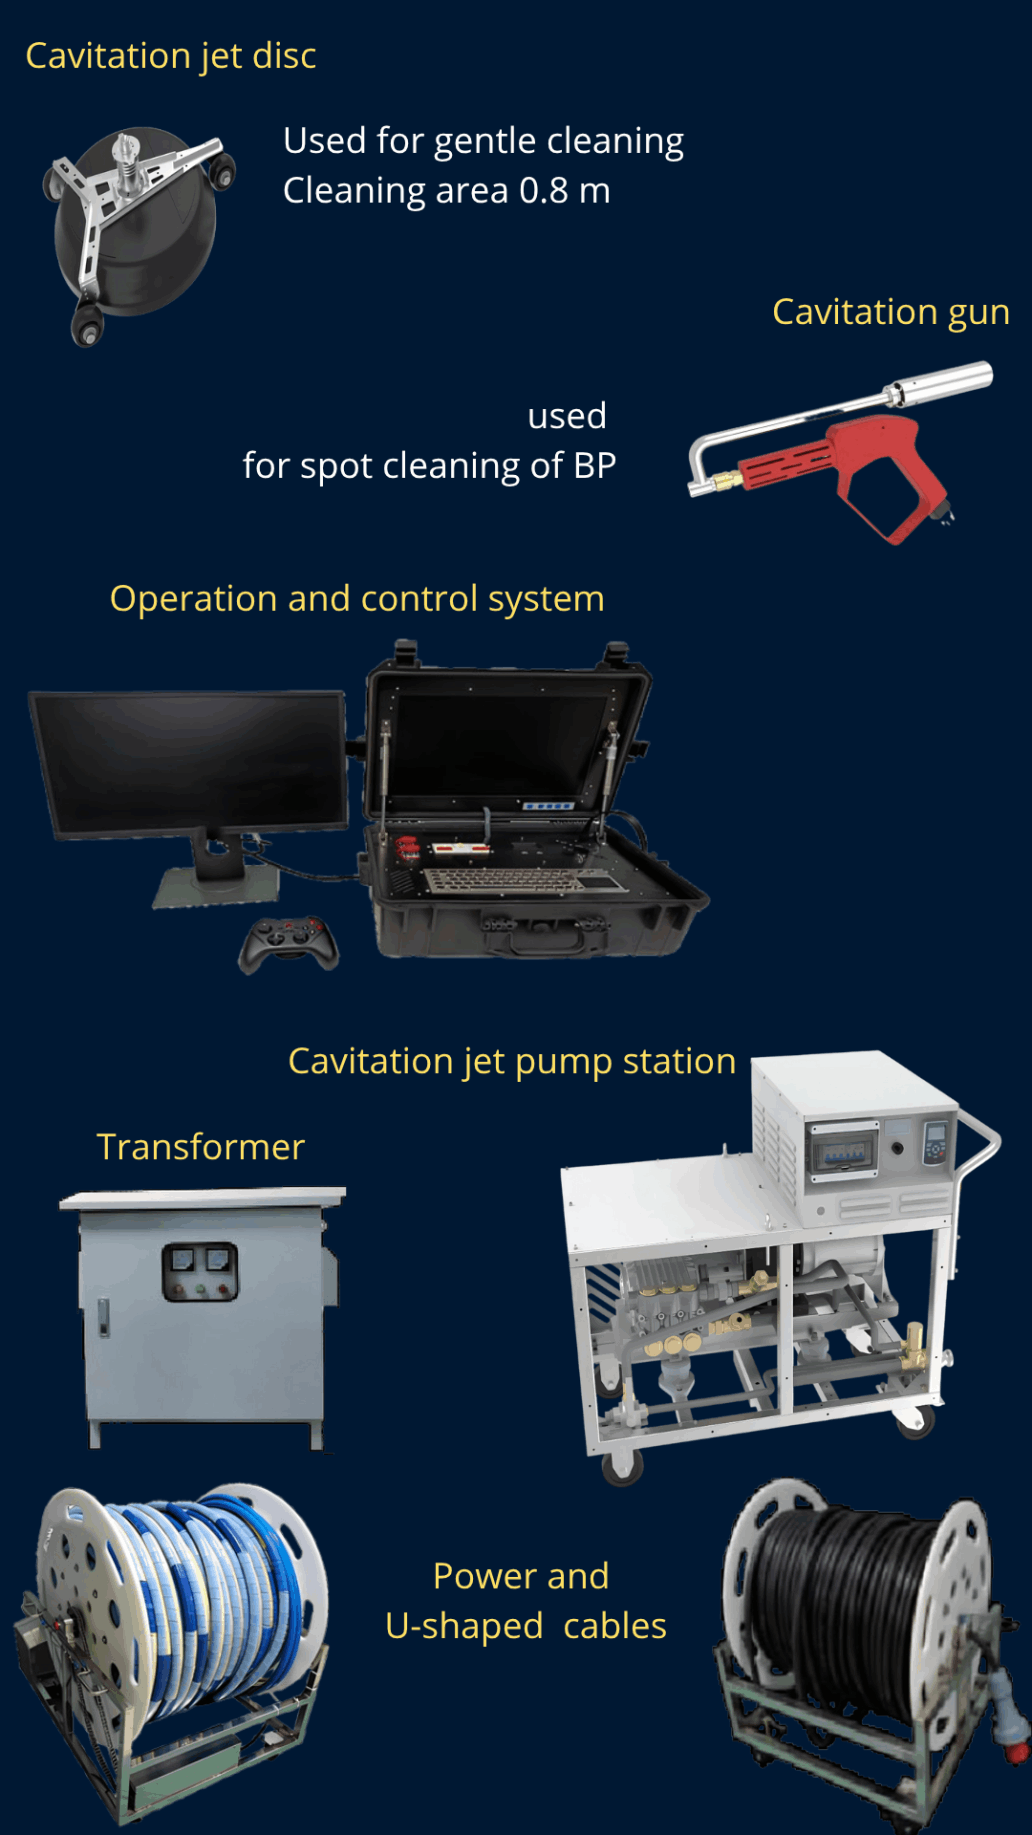 Cavitation jet disc
Used for gentle cleaning
Cleaning area 0.8 m
Cavitation gun
used
for spot cleaning of BP
Operation and control system
Cavitation jet pump station
Transformer
Power and
U-shaped cables